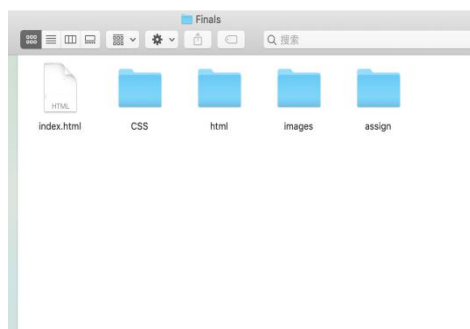 Finals
搜索
HTML
index.html
CSS
html
images
assign